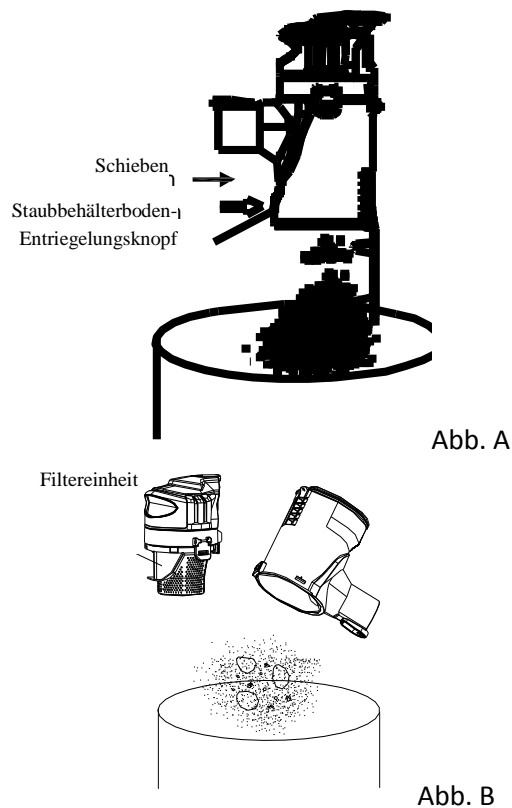 Schieben
Staubbehälterboden-
Entriegelungsknopf
Abb. A
Filtereinheit
Abb. B